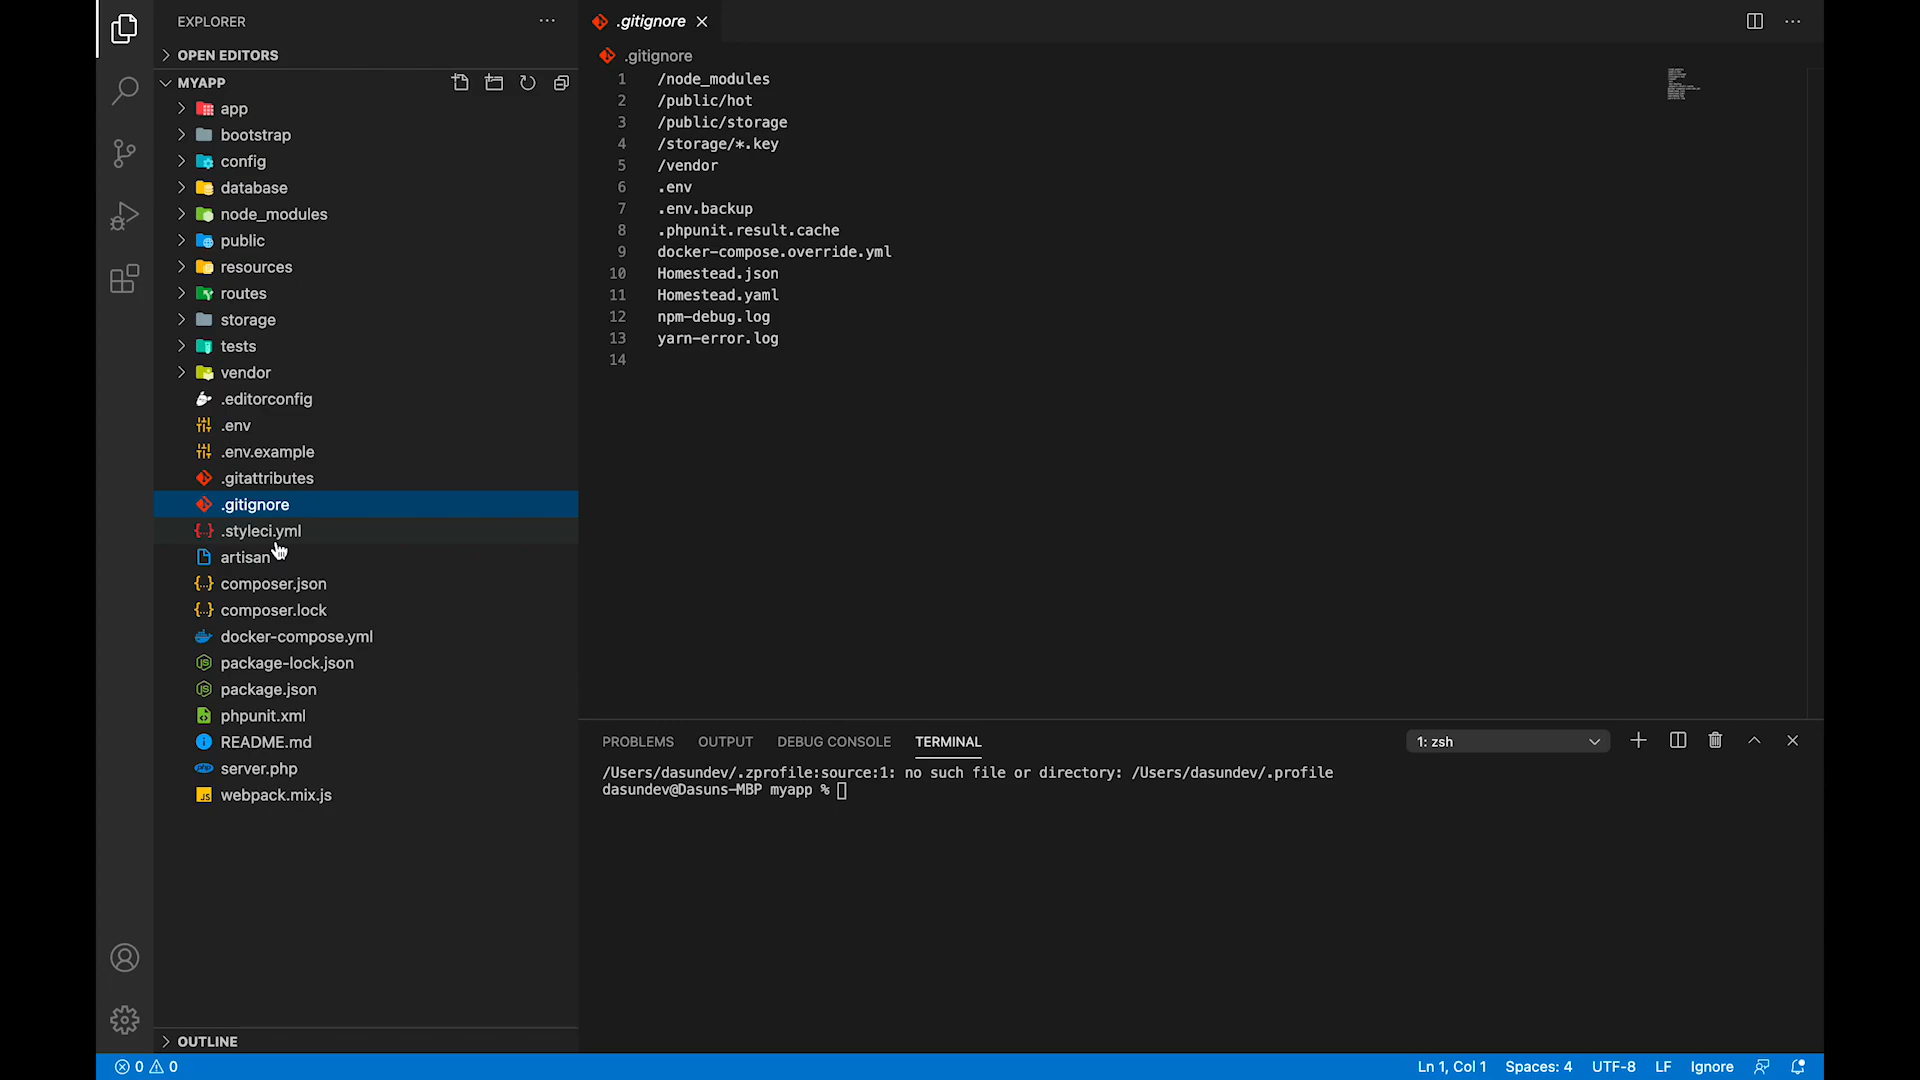 EXPLORER
OPEN EDITORS
MYAPP
app
bootstrap
config
database
node_modules
public
resources
routes
storage
tests
vendor
.editorconfig
.env
.env.example
.gitattributes
.gitignore
.styleci.yml
artisan
composer.json
composer.lock
docker-compose.yml
package-lock.json
package.json
phpunit.xml
README.md
server.php
webpack.mix.js
OUTLINE
.gitignore
.gitignore
1 /node_modules
2 /public/hot
3 /public/storage
4 /storage/*.key
5 /vendor
6 .env
7 .env.backup
8 .phpunit.result.cache
9 docker-compose.override.yml
10 Homestead.json
11 Homestead.yaml
12 npm-debug.log
13 yarn-error.log
14
PROBLEMS OUTPUT DEBUG CONSOLE TERMINAL 1: zsh
/Users/dasundev/.zprofile:source:1: no such file or directory: /Users/dasundev/.profile
dasundev@Dasuns-MBP myapp %
0 0 Ln 1, Col 1 Spaces: 4 UTF-8 LF Ignore